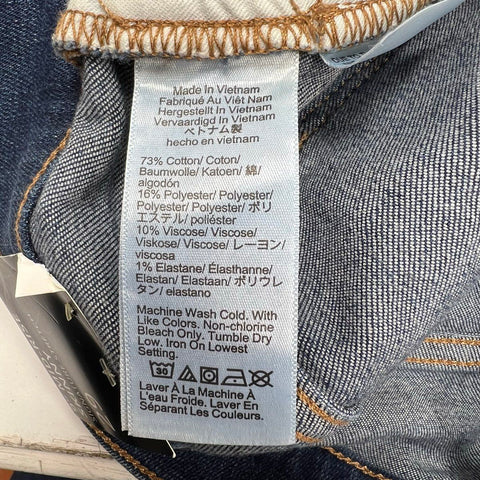 Made In Vietnam
Fabriqué Au Viêt Nam
Hergestellt In Vietnam
Vervaardigd In Vietnam
ベトナム製
hecho en vietnam
73% Cotton/ Coton/
Baumwolle/ Katoen/ 綿/
algodón
16% Polyester/ Polyester/
Polyester/ Polyester/ ポリ
エステル/ poliéster
10% Viscose/ Viscose/
Viskose/ Viscose/ レーヨン/
viscosa
1% Elastane/ Élasthanne/
Elastan/ Elastaan/ ポリウレ
タン/ elastano
Machine Wash Cold. With
Like Colors. Non-chlorine
Bleach Only. Tumble Dry
Low. Iron On Lowest
Setting.
30
Laver À La Machine À
L'eau Froide. Laver En
Séparant Les Couleurs.